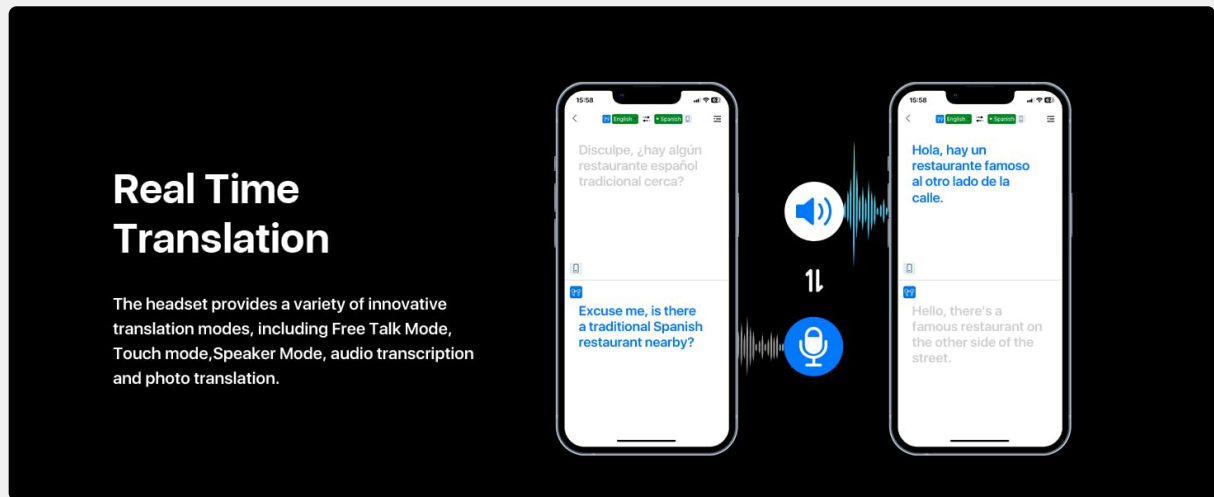 Real Time
Translation
The headset provides a variety of innovative
translation modes, including Free Talk Mode,
Touch mode,Speaker Mode, audio transcription
and photo translation.
15:58
English
Spanish
Disculpe, ¿hay algún
restaurante español
tradicional cerca?
Excuse me, is there
a traditional Spanish
restaurant nearby?
15:58
English
Spanish
Hola, hay un
restaurante famoso
al otro lado de la
calle.
Hello, there's a
famous restaurant on
the other side of the
street.